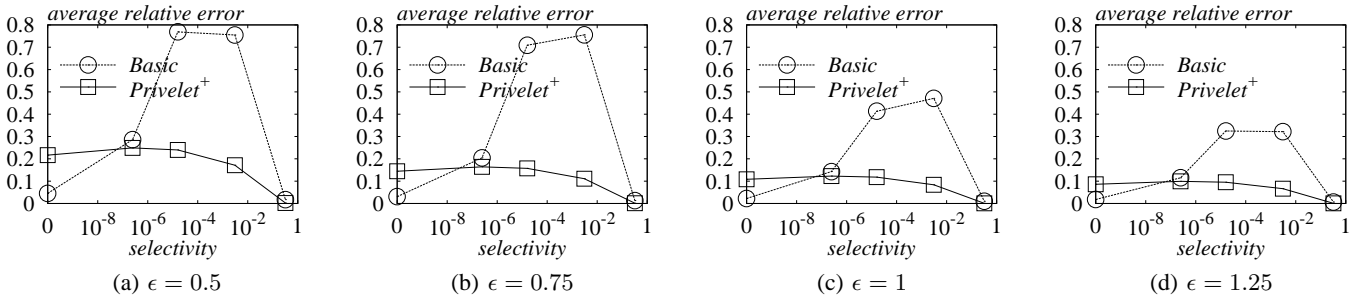 average relative error
0.8
0.7
0.6
0.5
0.4
0.3
0.2
0.1
0
Basic
Privelet+
0 10-8 10-6 10-4 10-2 1
selectivity
(a) ϵ = 0.5
average relative error
0.8
0.7
0.6
0.5
0.4
0.3
0.2
0.1
0
Basic
Privelet+
0 10-8 10-6 10-4 10-2 1
selectivity
(b) ϵ = 0.75
average relative error
0.8
0.7
0.6
0.5
0.4
0.3
0.2
0.1
0
Basic
Privelet+
0 10-8 10-6 10-4 10-2 1
selectivity
(c) ϵ = 1
average relative error
0.8
0.7
0.6
0.5
0.4
0.3
0.2
0.1
0
Basic
Privelet+
0 10-8 10-6 10-4 10-2 1
selectivity
(d) ϵ = 1.25